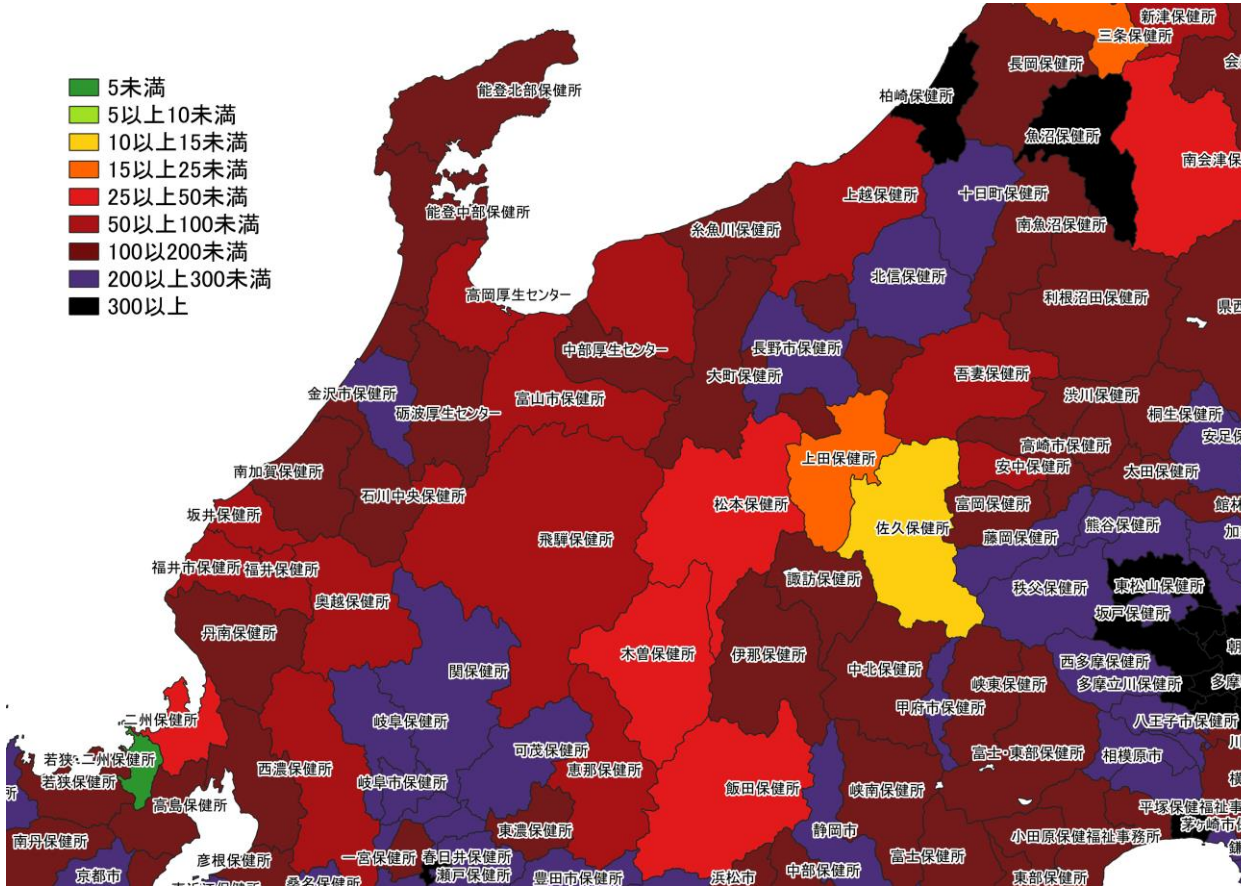 5未満
5以上10未満
10以上15未満
15以上25未満
25以上50未満
50以上100未満
100以200未満
200以上300未満
300以上
新津保健所
三条保健所
長岡保健所
会
能登北部保健所
柏崎保健所
魚沼保健所
南会津保
上越保健所
十日町保健所
能登中部保健所
糸魚川保健所
南魚沼保健所
北信保健所
高岡厚生センター
利根沼田保健所
県西
中部厚生センター
長野市保健所
大町保健所
吾妻保健所
金沢市保健所
砺波厚生センター
富山市保健所
渋川保健所
桐生保健所
安足保
高崎市保健所
上田保健所
南加賀保健所
石川中央保健所
安中保健所
太田保健所
松本保健所
富岡保健所
館林
坂井保健所
佐久保健所
熊谷保健所
加
飛騨保健所
藤岡保健所
福井市保健所
福井保健所
諏訪保健所
秩父保健所
東松山保健所
奥越保健所
坂戸保健所
丹南保健所
木曽保健所
伊那保健所
朝
関保健所
中北保健所
峡東保健所
西多摩保健所
多摩立川保健所
多摩
甲府市保健所
二州保健所
岐阜保健所
八王子市保健所
可茂保健所
富士・東部保健所
相模原市
川
若狭・二州保健所
若狭保健所
西濃保健所
岐阜市保健所
恵那保健所
飯田保健所
峡南保健所
横
高島保健所
平塚保健福祉事
南丹保健所
東濃保健所
静岡市
小田原保健福祉事務所
茅ヶ崎市保健
彦根保健所
一宮保健所
春日井保健所
富士保健所
鎌
京都市
瀬戸保健所
桑名保健所
豊田市保健所
浜松市
中部保健所
東部保健所